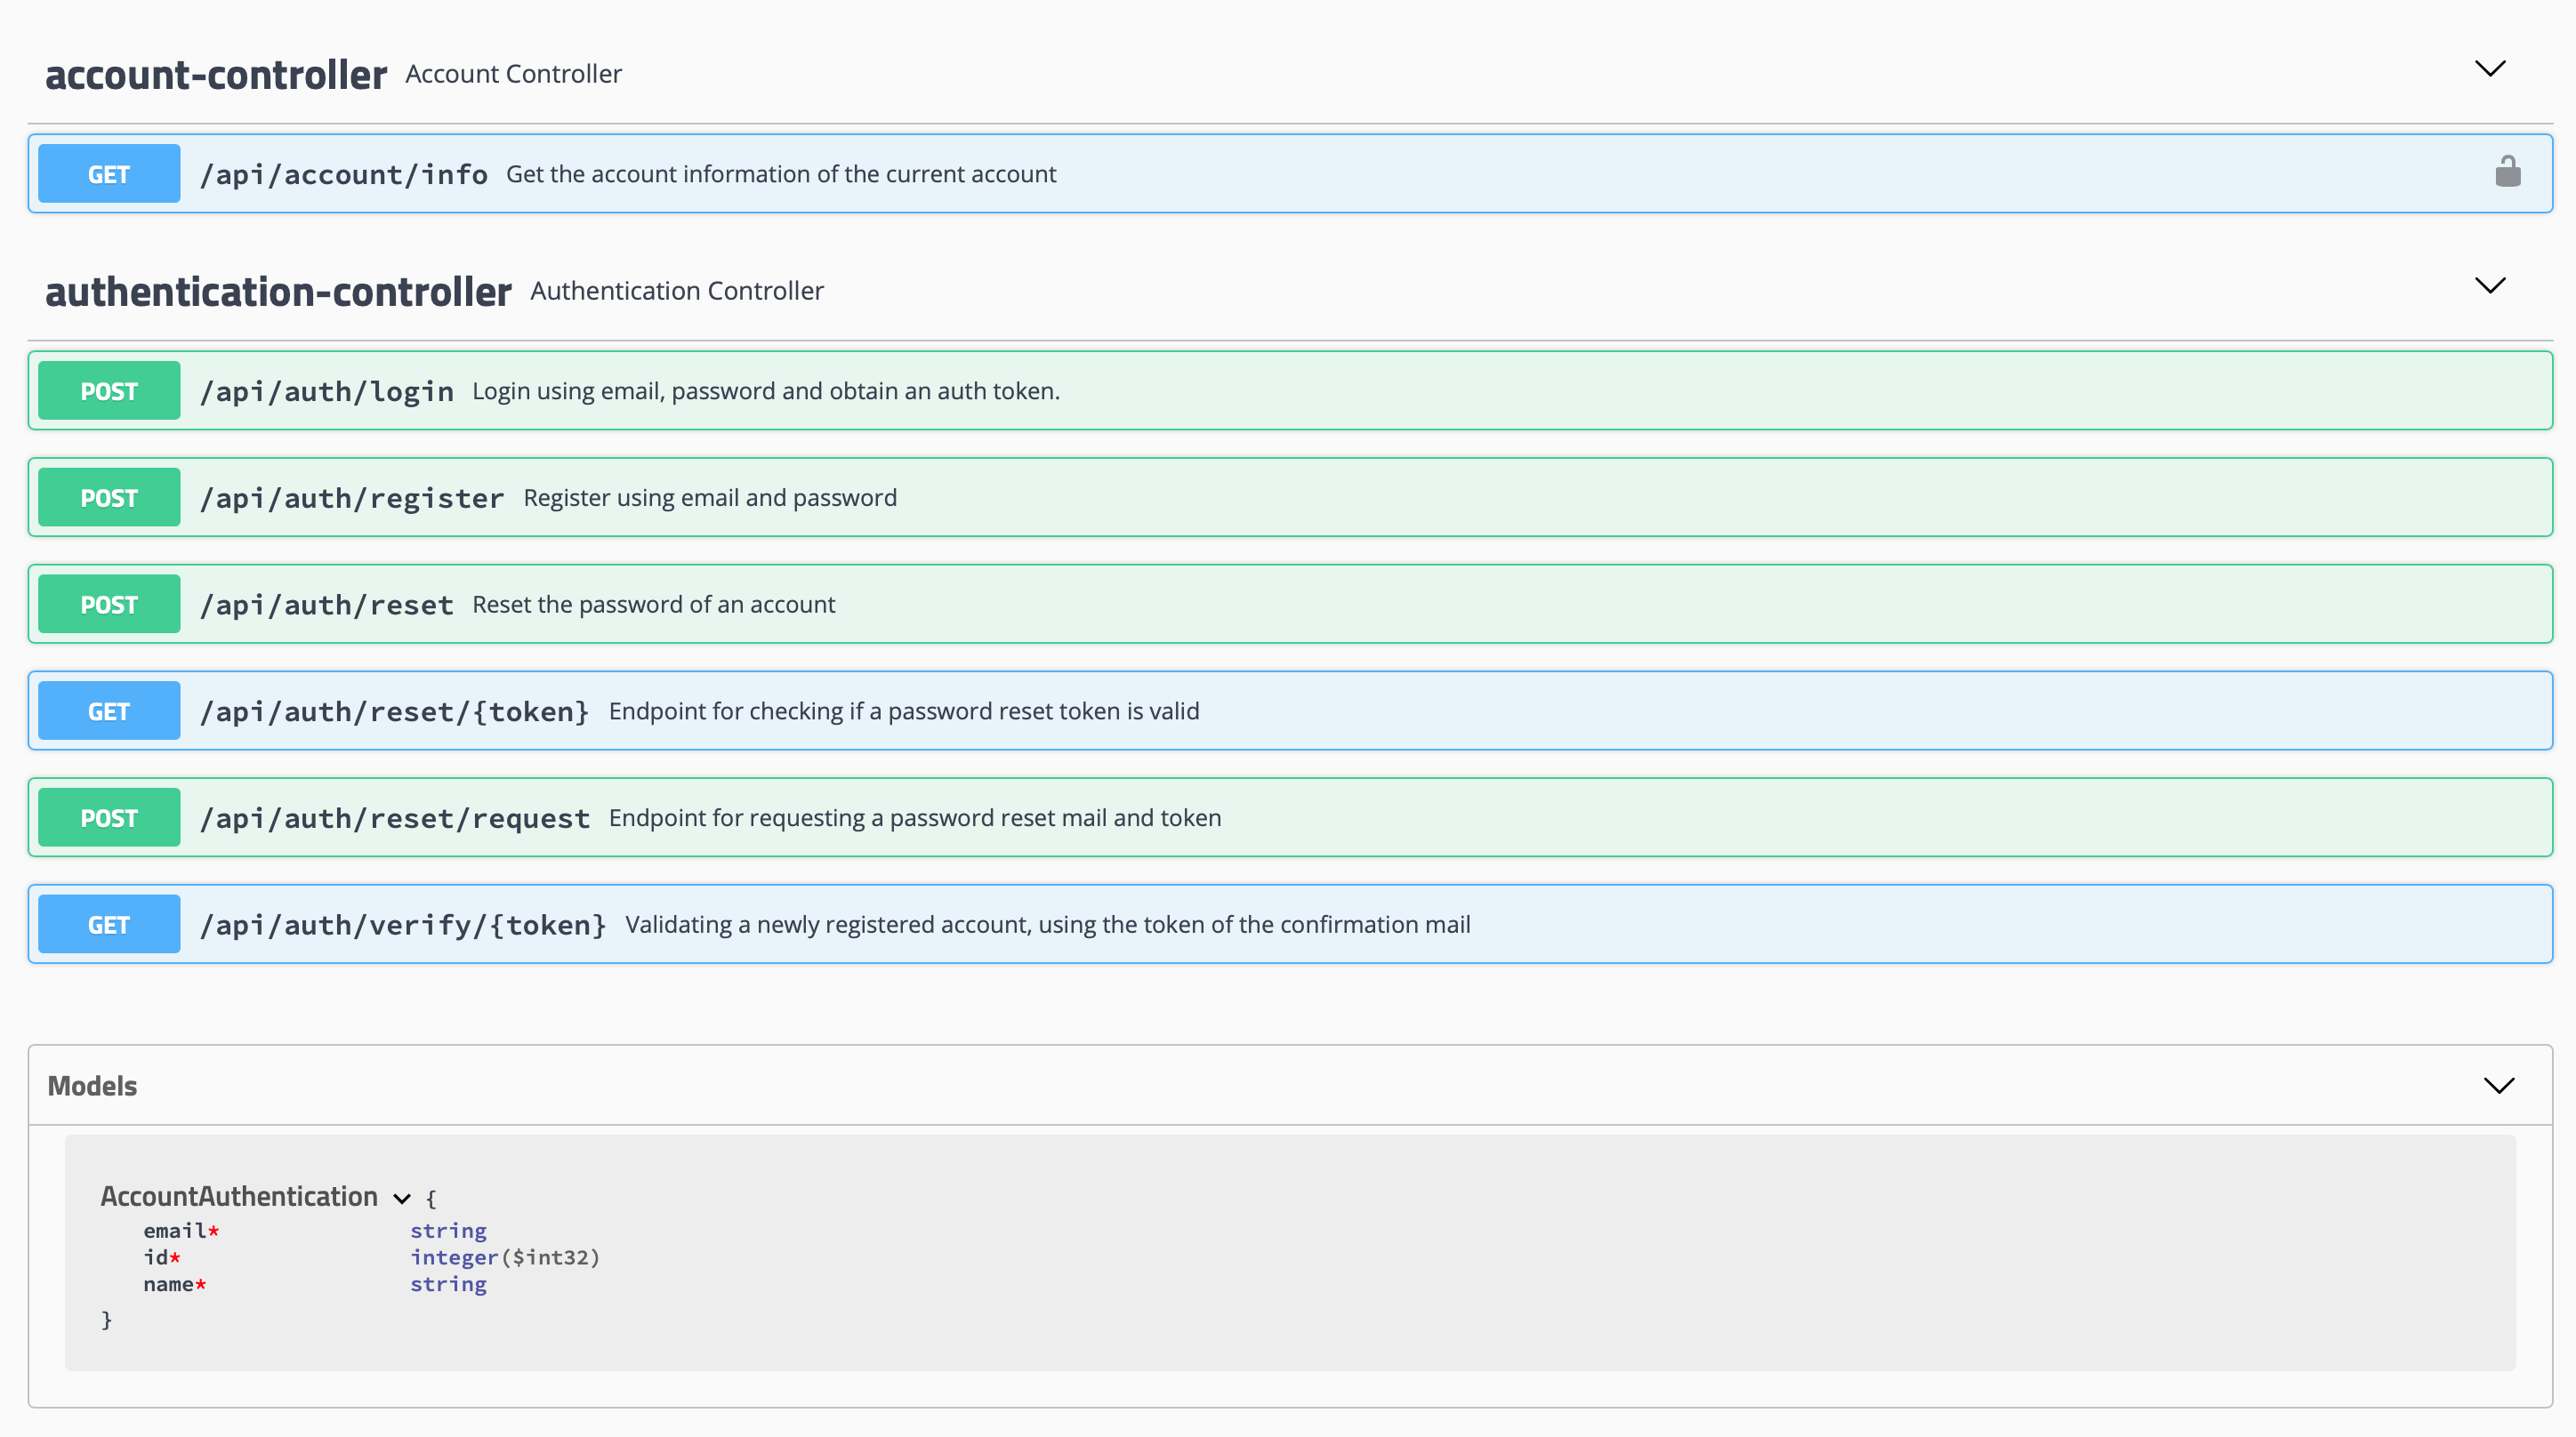 account-controller Account Controller
GET /api/account/info Get the account information of the current account
authentication-controller Authentication Controller
POST /api/auth/login Login using email, password and obtain an auth token.
POST /api/auth/register Register using email and password
POST /api/auth/reset Reset the password of an account
GET /api/auth/reset/{token} Endpoint for checking if a password reset token is valid
POST /api/auth/reset/request Endpoint for requesting a password reset mail and token
GET /api/auth/verify/{token} Validating a newly registered account, using the token of the confirmation mail
Models
AccountAuthentication {
email* string
id* integer($int32)
name* string
}